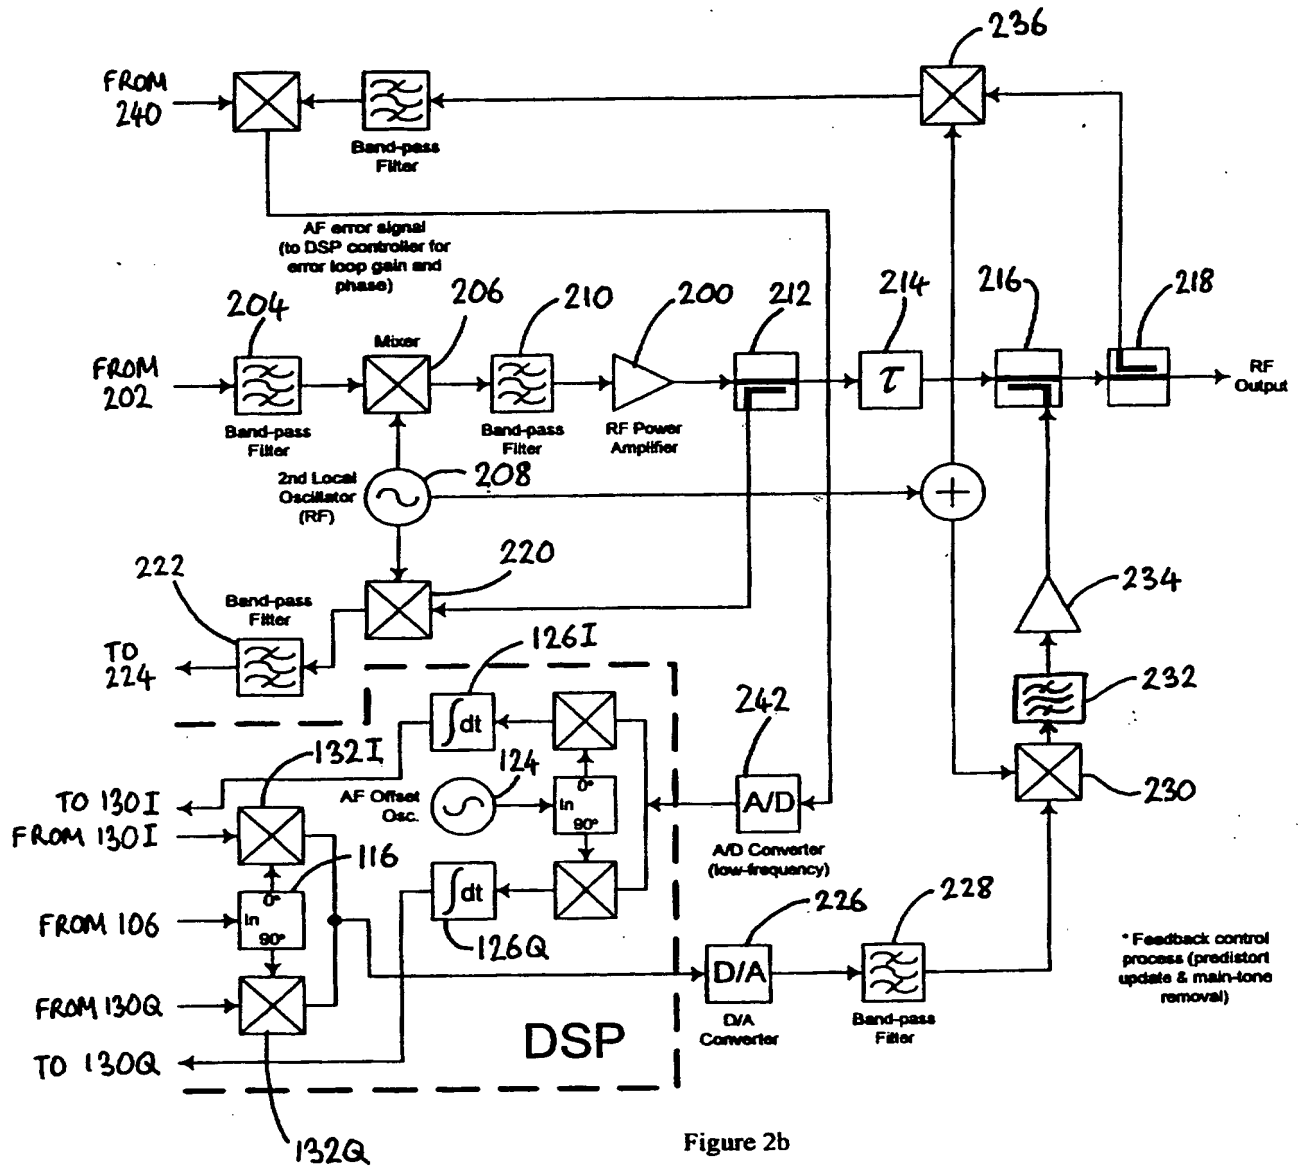 236
FROM
240
Band-pass
Filter
AF error signal
(to DSP controller for
error loop gain and
phase)
204
206
210
200
212
214
216
218
FROM
202
Mixer
τ
RF
Output
Band-pass
Filter
Band-pass
Filter
RF Power
Amplifier
2nd Local
Oscillator
(RF)
208
+
222
220
234
Band-pass
Filter
TO
224
126I
232
242
132I
∫dt
124
0°
TO 130I
AF Offset
Osc.
In
90°
A/D
230
FROM 130I
A/D Converter
(low-frequency)
116
0°
∫dt
226
228
FROM 106
In
90°
126Q
* Feedback control
process (predistort
update & main-tone
removal)
D/A
FROM 130Q
D/A
Converter
Band-pass
Filter
DSP
TO 130Q
132Q
Figure 2b